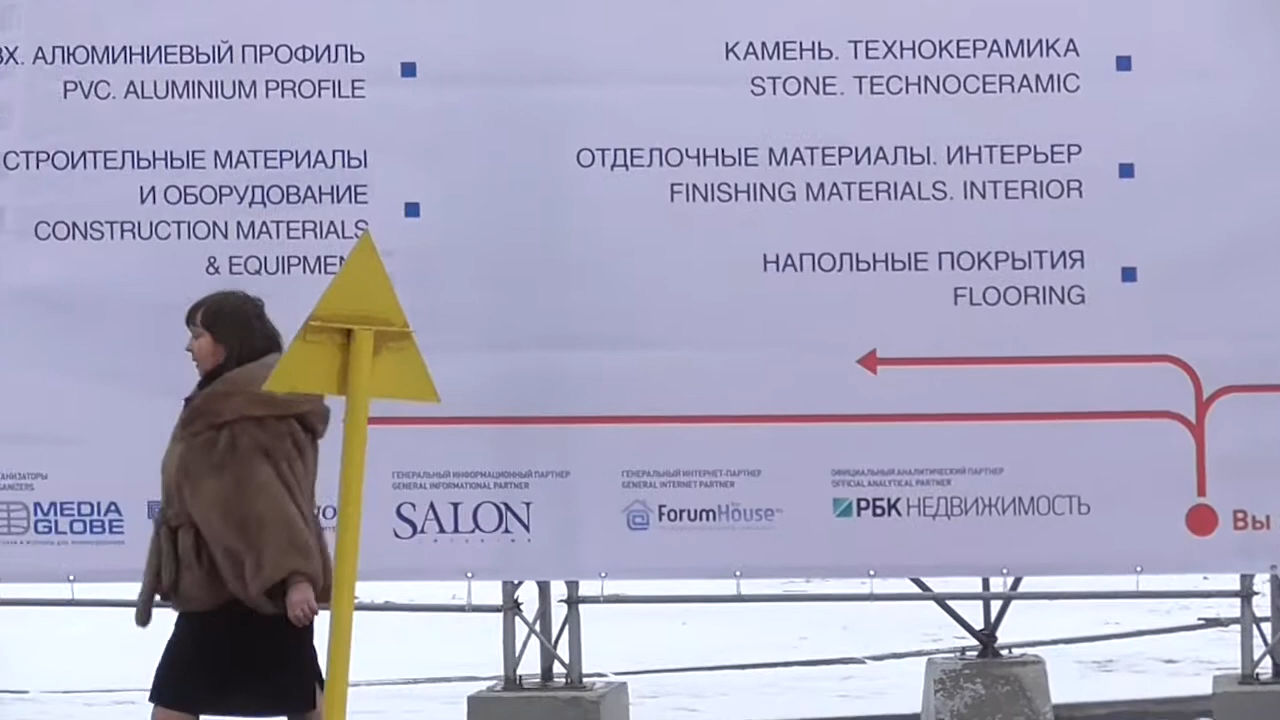 АЛЮМИНИЕВЫЙ ПРОФИЛЬ
PVC. ALUMINIUM PROFILE
СТРОИТЕЛЬНЫЕ МАТЕРИАЛЫ
И ОБОРУДОВАНИЕ
CONSTRUCTION MATERIALS
&
КАМЕНЬ. ТЕХНОКЕРАМИКА
STONE. TECHNOCERAMIC
ОТДЕЛОЧНЫЕ МАТЕРИАЛЫ. ИНТЕРЬЕР
FINISHING MATERIALS. INTERIOR
НАПОЛЬНЫЕ ПОКРЫТИЯ
FLOORING
MEDIA
GLOBE
ГЕНЕРАЛЬНЫЙ ИНФОРМАЦИОННЫЙ ПАРТНЕР
GENERAL INFORMATIONAL PARTNER
SALON
ГЕНЕРАЛЬНЫЙ ИНТЕРНЕТ-ПАРТНЕР
GENERAL INTERNET PARTNER
ForumHouse
ОФИЦИАЛЬНЫЙ АНАЛИТИЧЕСКИЙ ПАРТНЕР
OFFICIAL ANALYTICAL PARTNER
РБК НЕДВИЖИМОСТЬ
Вы